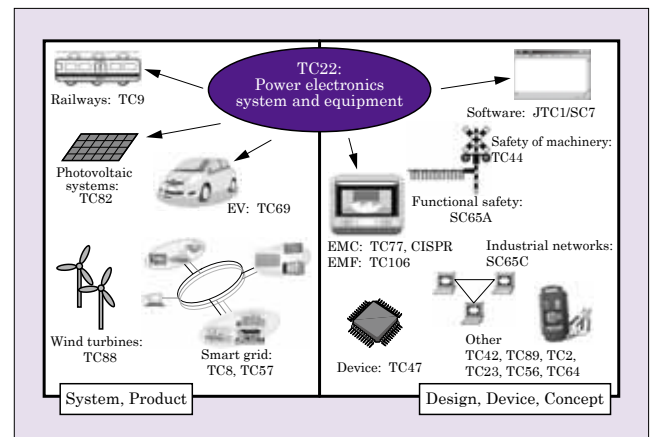 TC22:
Power electronics
system and equipment
Railways: TC9
Photovoltaic
systems:
TC82
EV: TC69
Wind turbines:
TC88
Smart grid:
TC8, TC57
System, Product
Software: JTC1/SC7
Safety of machinery:
TC44
Functional safety:
SC65A
EMC: TC77, CISPR
EMF: TC106
Industrial networks:
SC65C
Device: TC47
Other
TC42, TC89, TC2,
TC23, TC56, TC64
Design, Device, Concept